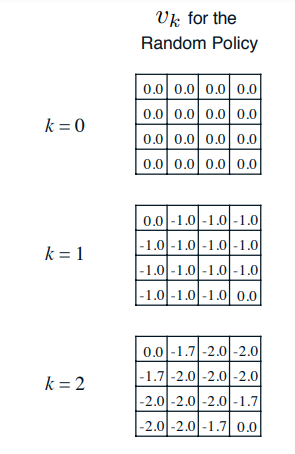 vk for the
Random Policy
0.0 0.0 0.0 0.0
0.0 0.0 0.0 0.0
k = 0
0.0 0.0 0.0 0.0
0.0 0.0 0.0 0.0
0.0 -1.0 -1.0 -1.0
-1.0 -1.0 -1.0 -1.0
k = 1
-1.0 -1.0 -1.0 -1.0
-1.0 -1.0 -1.0 0.0
0.0 -1.7 -2.0 -2.0
-1.7 -2.0 -2.0 -2.0
k = 2
-2.0 -2.0 -2.0 -1.7
-2.0 -2.0 -1.7 0.0